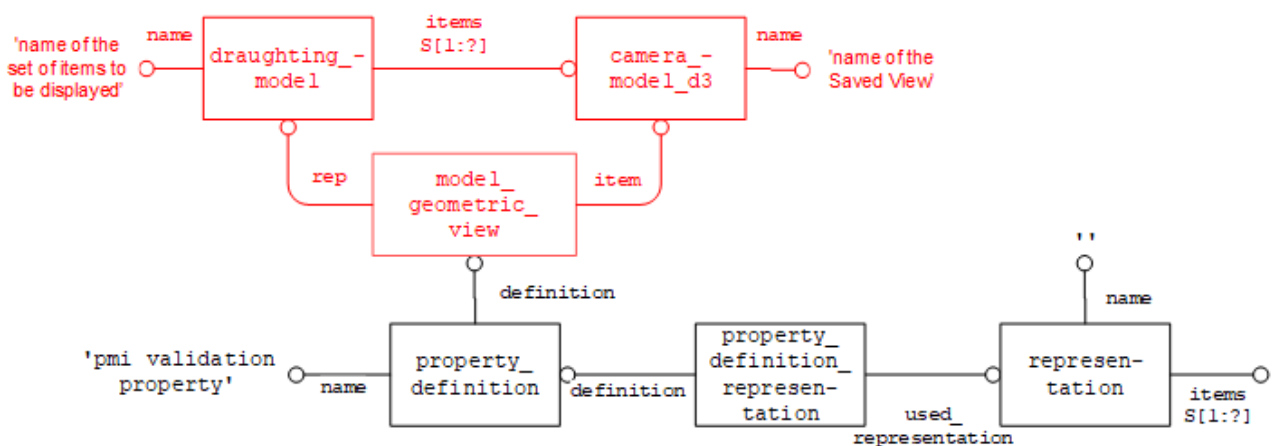 name
items
S[1:?]
name
'name of the
set of items to
be displayed'
draughting_-
model
camera_-
model_d3
'name of the
Saved View'
rep
model_
geometric_
view
item
''
definition
name
'pmi validation
property'
name
property_
definition
definition
property_
definition_
represen-
tation
used_
representation
represen-
tation
items
S[1:?]